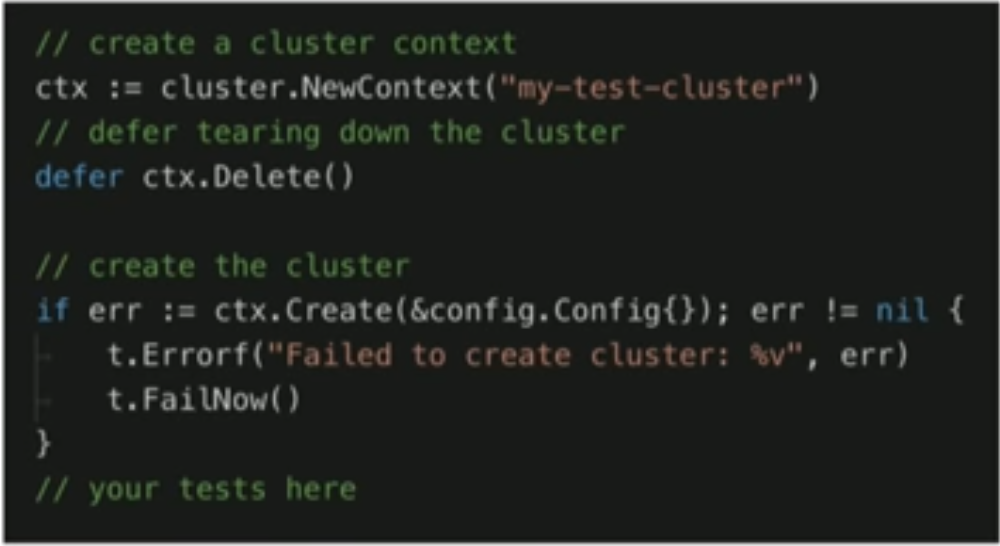 // create a cluster context
ctx := cluster.NewContext("my-test-cluster")
// defer tearing down the cluster
defer ctx.Delete()

// create the cluster
if err := ctx.Create(&config.Config{}); err != nil {
    t.Errorf("Failed to create cluster: %v", err)
    t.FailNow()
}
// your tests here